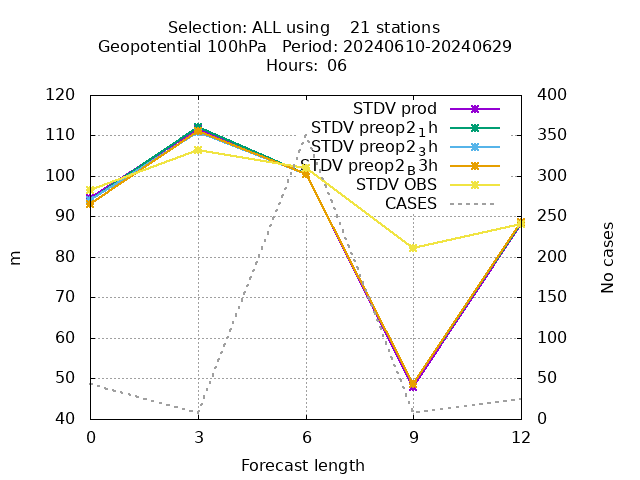 Selection: ALL using    21 stations
Geopotential 100hPa   Period: 20240610-20240629
Hours: 06
120
110
100
90
80
70
60
50
40
m
400
350
300
250
200
150
100
50
0
No cases
STDV prod
STDV preop2₁h
STDV preop2₃h
STDV preop2_B3h
STDV OBS
CASES
0 3 6 9 12
Forecast length